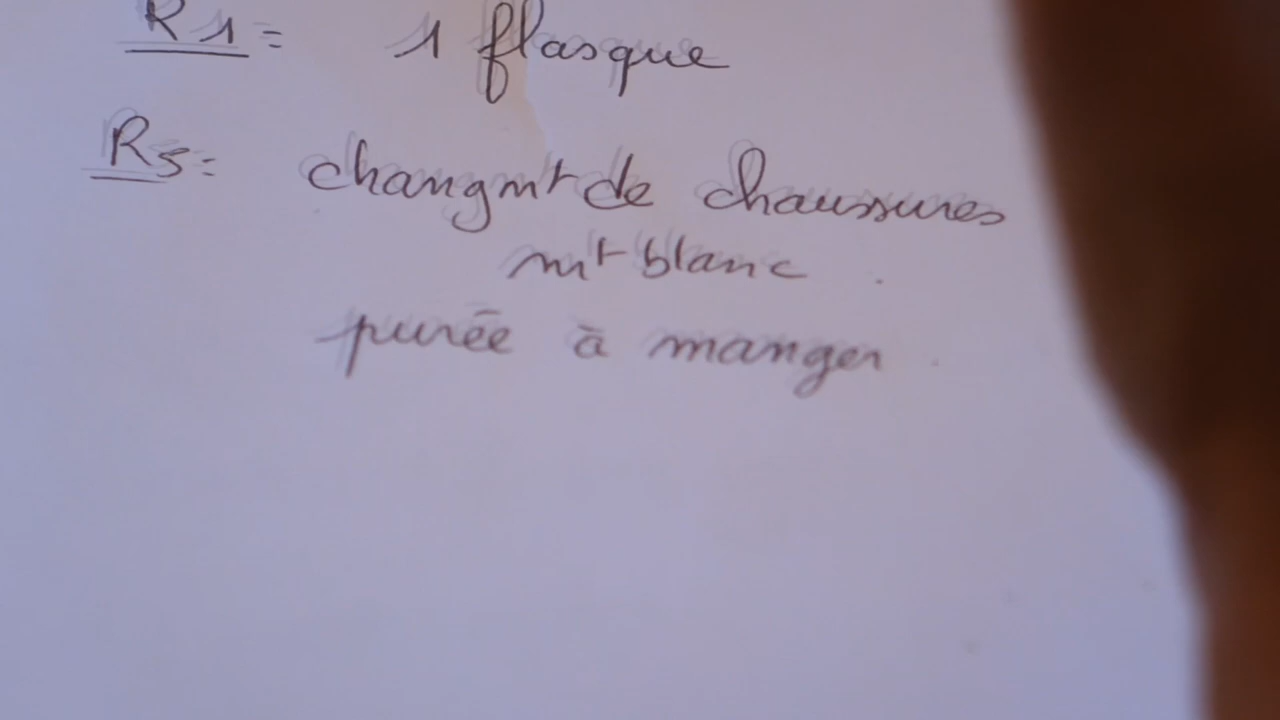 R1= 1 flasque
R5: changmt de chaussures
mt blanc
purée à manger